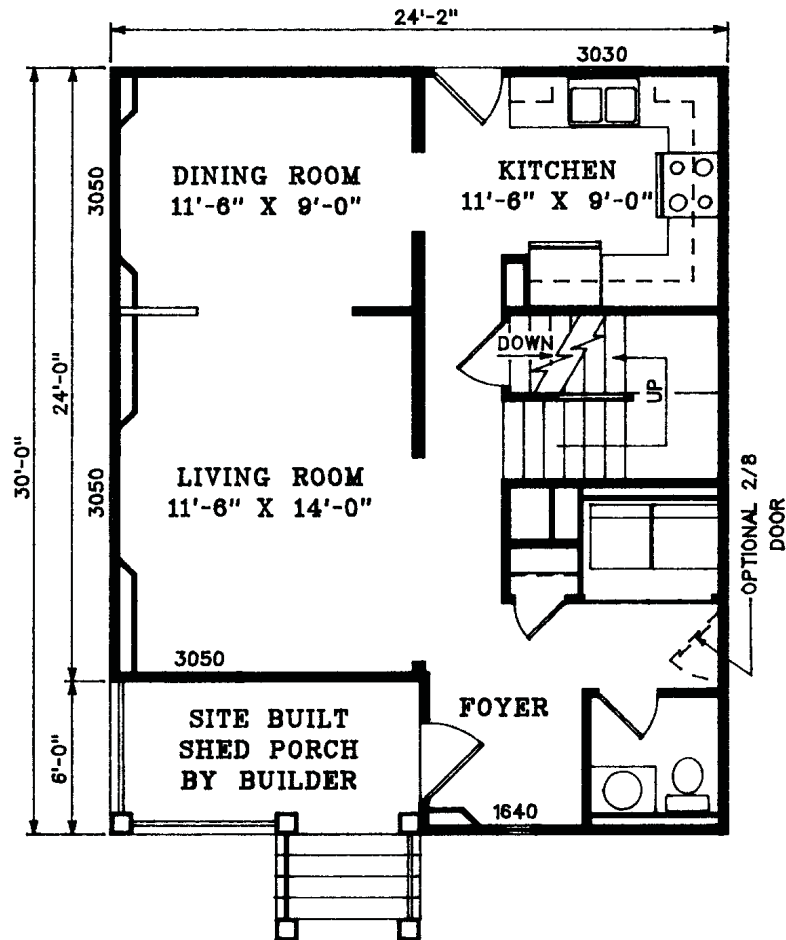 24'-2"
3030
DINING ROOM
11'-6" X 9'-0"
KITCHEN
11'-6" X 9'-0"
3050
DOWN
UP
24'-0"
30'-0"
LIVING ROOM
11'-6" X 14'-0"
3050
OPTIONAL 2/8
DOOR
3050
6'-0"
SITE BUILT
SHED PORCH
BY BUILDER
FOYER
1640